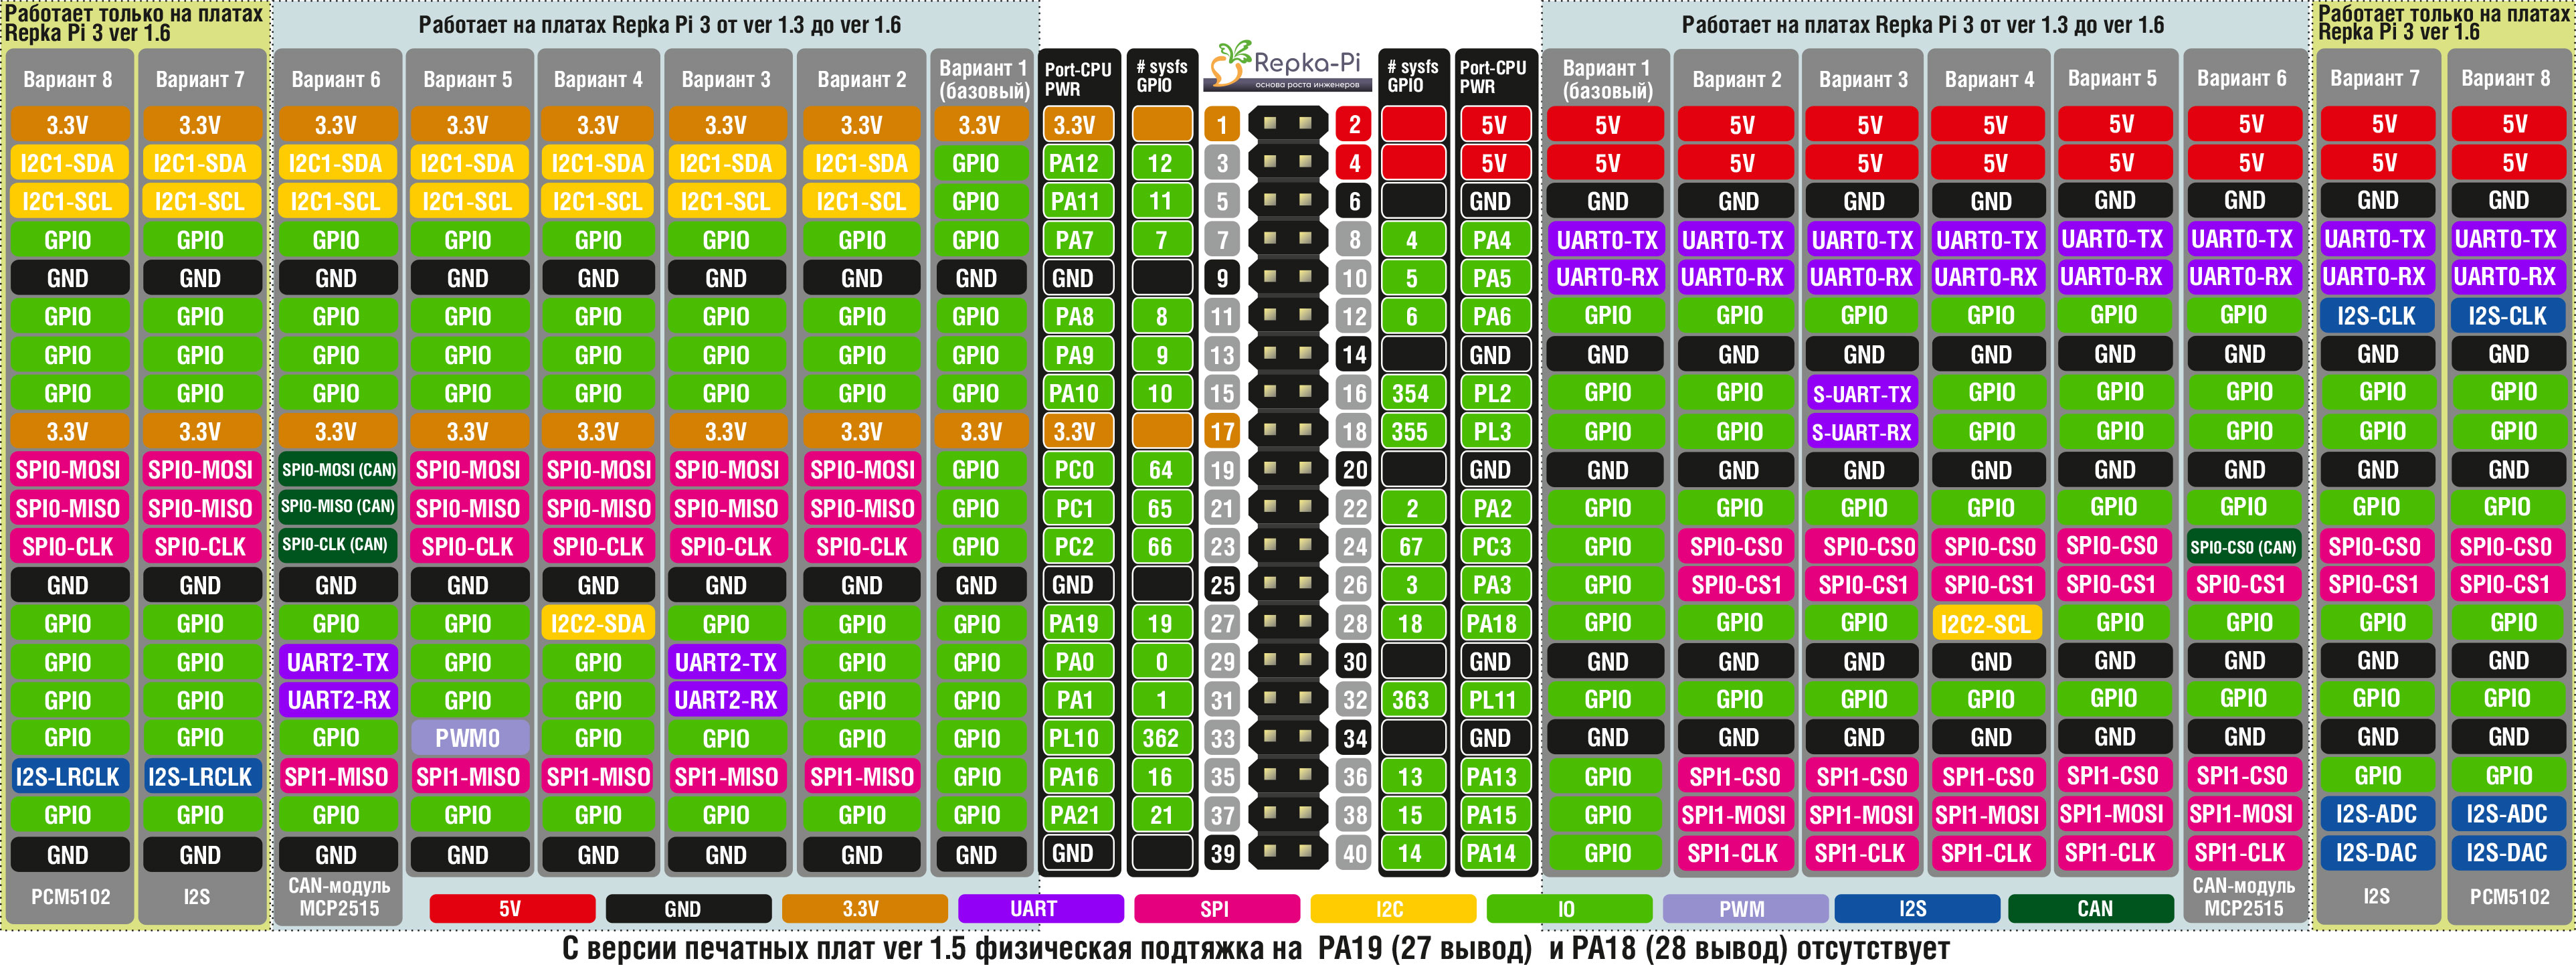 Работает только на платах
Repka Pi 3 ver 1.6
Работает на платах Repka Pi 3 от ver 1.3 до ver 1.6
Работает на платах Repka Pi 3 от ver 1.3 до ver 1.6
Работает только на платах
Repka Pi 3 ver 1.6
Вариант 8 Вариант 7 Вариант 6 Вариант 5 Вариант 4 Вариант 3 Вариант 2 Вариант 1 (базовый) Port-CPU PWR # sysfs GPIO Repka-Pi основа роста инженеров # sysfs GPIO Port-CPU PWR Вариант 1 (базовый) Вариант 2 Вариант 3 Вариант 4 Вариант 5 Вариант 6 Вариант 7 Вариант 8
3.3V 3.3V 3.3V 3.3V 3.3V 3.3V 3.3V 3.3V 3.3V 1 2 5V 5V 5V 5V 5V 5V 5V 5V 5V
I2C1-SDA I2C1-SDA I2C1-SDA I2C1-SDA I2C1-SDA I2C1-SDA I2C1-SDA GPIO PA12 12 3 4 5V 5V 5V 5V 5V 5V 5V 5V 5V
I2C1-SCL I2C1-SCL I2C1-SCL I2C1-SCL I2C1-SCL I2C1-SCL I2C1-SCL GPIO PA11 11 5 6 GND GND GND GND GND GND GND GND GND
GPIO GPIO GPIO GPIO GPIO GPIO GPIO GPIO PA7 7 7 8 4 PA4 UART0-TX UART0-TX UART0-TX UART0-TX UART0-TX UART0-TX UART0-TX UART0-TX
GND GND GND GND GND GND GND GND GND 9 10 5 PA5 UART0-RX UART0-RX UART0-RX UART0-RX UART0-RX UART0-RX UART0-RX UART0-RX
GPIO GPIO GPIO GPIO GPIO GPIO GPIO GPIO PA8 8 11 12 6 PA6 GPIO GPIO GPIO GPIO GPIO GPIO I2S-CLK I2S-CLK
GPIO GPIO GPIO GPIO GPIO GPIO GPIO GPIO PA9 9 13 14 GND GND GND GND GND GND GND GND GND
GPIO GPIO GPIO GPIO GPIO GPIO GPIO GPIO PA10 10 15 16 354 PL2 GPIO GPIO S-UART-TX GPIO GPIO GPIO GPIO GPIO
3.3V 3.3V 3.3V 3.3V 3.3V 3.3V 3.3V 3.3V 3.3V 17 18 355 PL3 GPIO GPIO S-UART-RX GPIO GPIO GPIO GPIO GPIO
SPI0-MOSI SPI0-MOSI SPI0-MOSI (CAN) SPI0-MOSI SPI0-MOSI SPI0-MOSI SPI0-MOSI GPIO PC0 64 19 20 GND GND GND GND GND GND GND GND GND
SPI0-MISO SPI0-MISO SPI0-MISO (CAN) SPI0-MISO SPI0-MISO SPI0-MISO SPI0-MISO GPIO PC1 65 21 22 2 PA2 GPIO GPIO GPIO GPIO GPIO GPIO GPIO GPIO
SPI0-CLK SPI0-CLK SPI0-CLK (CAN) SPI0-CLK SPI0-CLK SPI0-CLK SPI0-CLK GPIO PC2 66 23 24 67 PC3 GPIO SPI0-CS0 SPI0-CS0 SPI0-CS0 SPI0-CS0 SPI0-CS0 (CAN) SPI0-CS0 SPI0-CS0
GND GND GND GND GND GND GND GND GND 25 26 3 PA3 GPIO SPI0-CS1 SPI0-CS1 SPI0-CS1 SPI0-CS1 SPI0-CS1 SPI0-CS1 SPI0-CS1
GPIO GPIO GPIO GPIO I2C2-SDA GPIO GPIO GPIO PA19 19 27 28 18 PA18 GPIO GPIO GPIO I2C2-SCL GPIO GPIO GPIO GPIO
GPIO GPIO UART2-TX GPIO GPIO UART2-TX GPIO GPIO PA0 0 29 30 GND GND GND GND GND GND GND GND GND
GPIO GPIO UART2-RX GPIO GPIO UART2-RX GPIO GPIO PA1 1 31 32 363 PL11 GPIO GPIO GPIO GPIO GPIO GPIO GPIO GPIO
GPIO GPIO GPIO PWM0 GPIO GPIO GPIO GPIO PL10 362 33 34 GND GND GND GND GND GND GND GND GND
I2S-LRCLK I2S-LRCLK SPI1-MISO SPI1-MISO SPI1-MISO SPI1-MISO SPI1-MISO GPIO PA16 16 35 36 13 PA13 GPIO SPI1-CS0 SPI1-CS0 SPI1-CS0 SPI1-CS0 SPI1-CS0 GPIO GPIO
GPIO GPIO GPIO GPIO GPIO GPIO GPIO GPIO PA21 21 37 38 15 PA15 GPIO SPI1-MOSI SPI1-MOSI SPI1-MOSI SPI1-MOSI SPI1-MOSI I2S-ADC I2S-ADC
GND GND GND GND GND GND GND GND GND 39 40 14 PA14 GPIO SPI1-CLK SPI1-CLK SPI1-CLK SPI1-CLK SPI1-CLK I2S-DAC I2S-DAC
PCM5102 I2S CAN-модуль MCP2515 5V GND 3.3V UART SPI I2C IO PWM I2S CAN CAN-модуль MCP2515 I2S PCM5102
С версии печатных плат ver 1.5 физическая подтяжка на PA19 (27 вывод) и PA18 (28 вывод) отсутствует